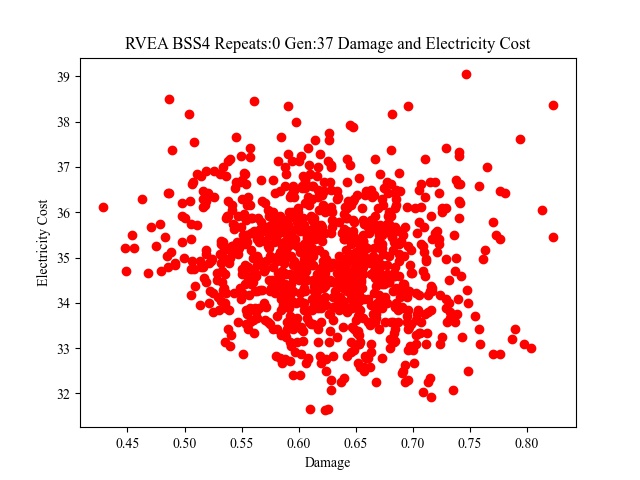 RVEA BSS4 Repeats:0 Gen:37 Damage and Electricity Cost
39
38
37
36
35
34
33
32
Electricity Cost
0.45 0.50 0.55 0.60 0.65 0.70 0.75 0.80
Damage